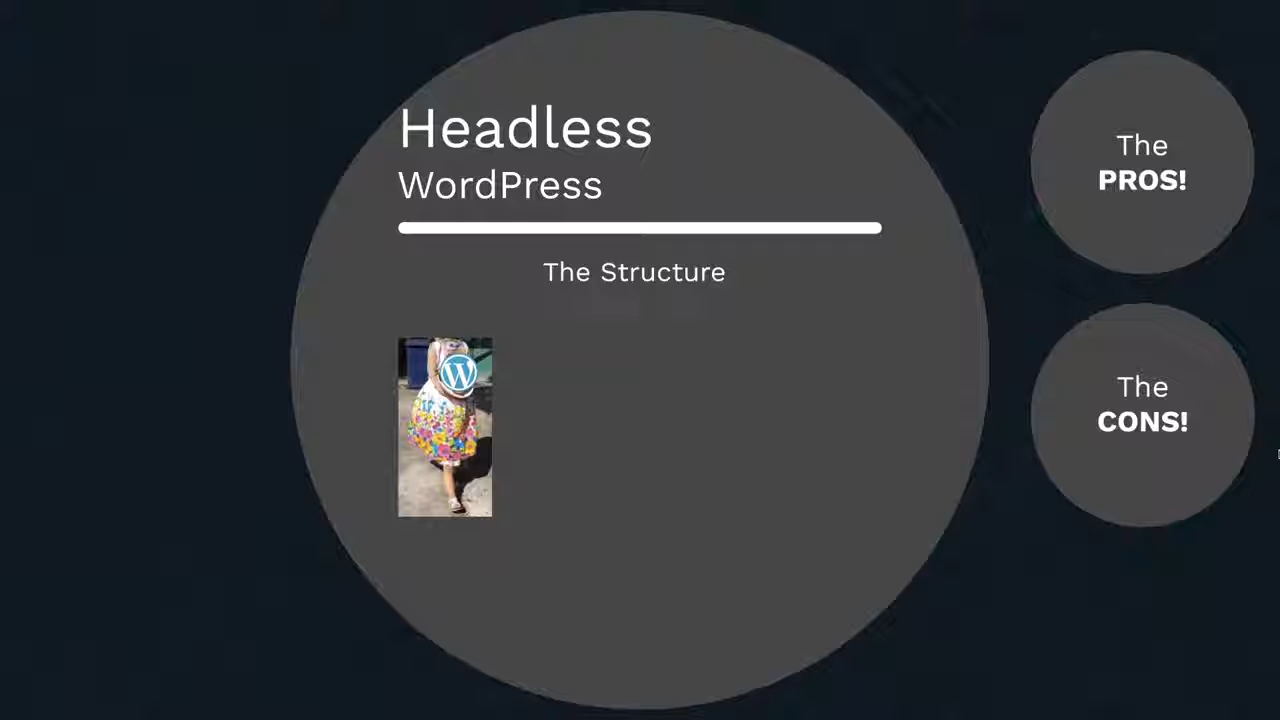 Headless
WordPress
The Structure
The
PROS!
The
CONS!